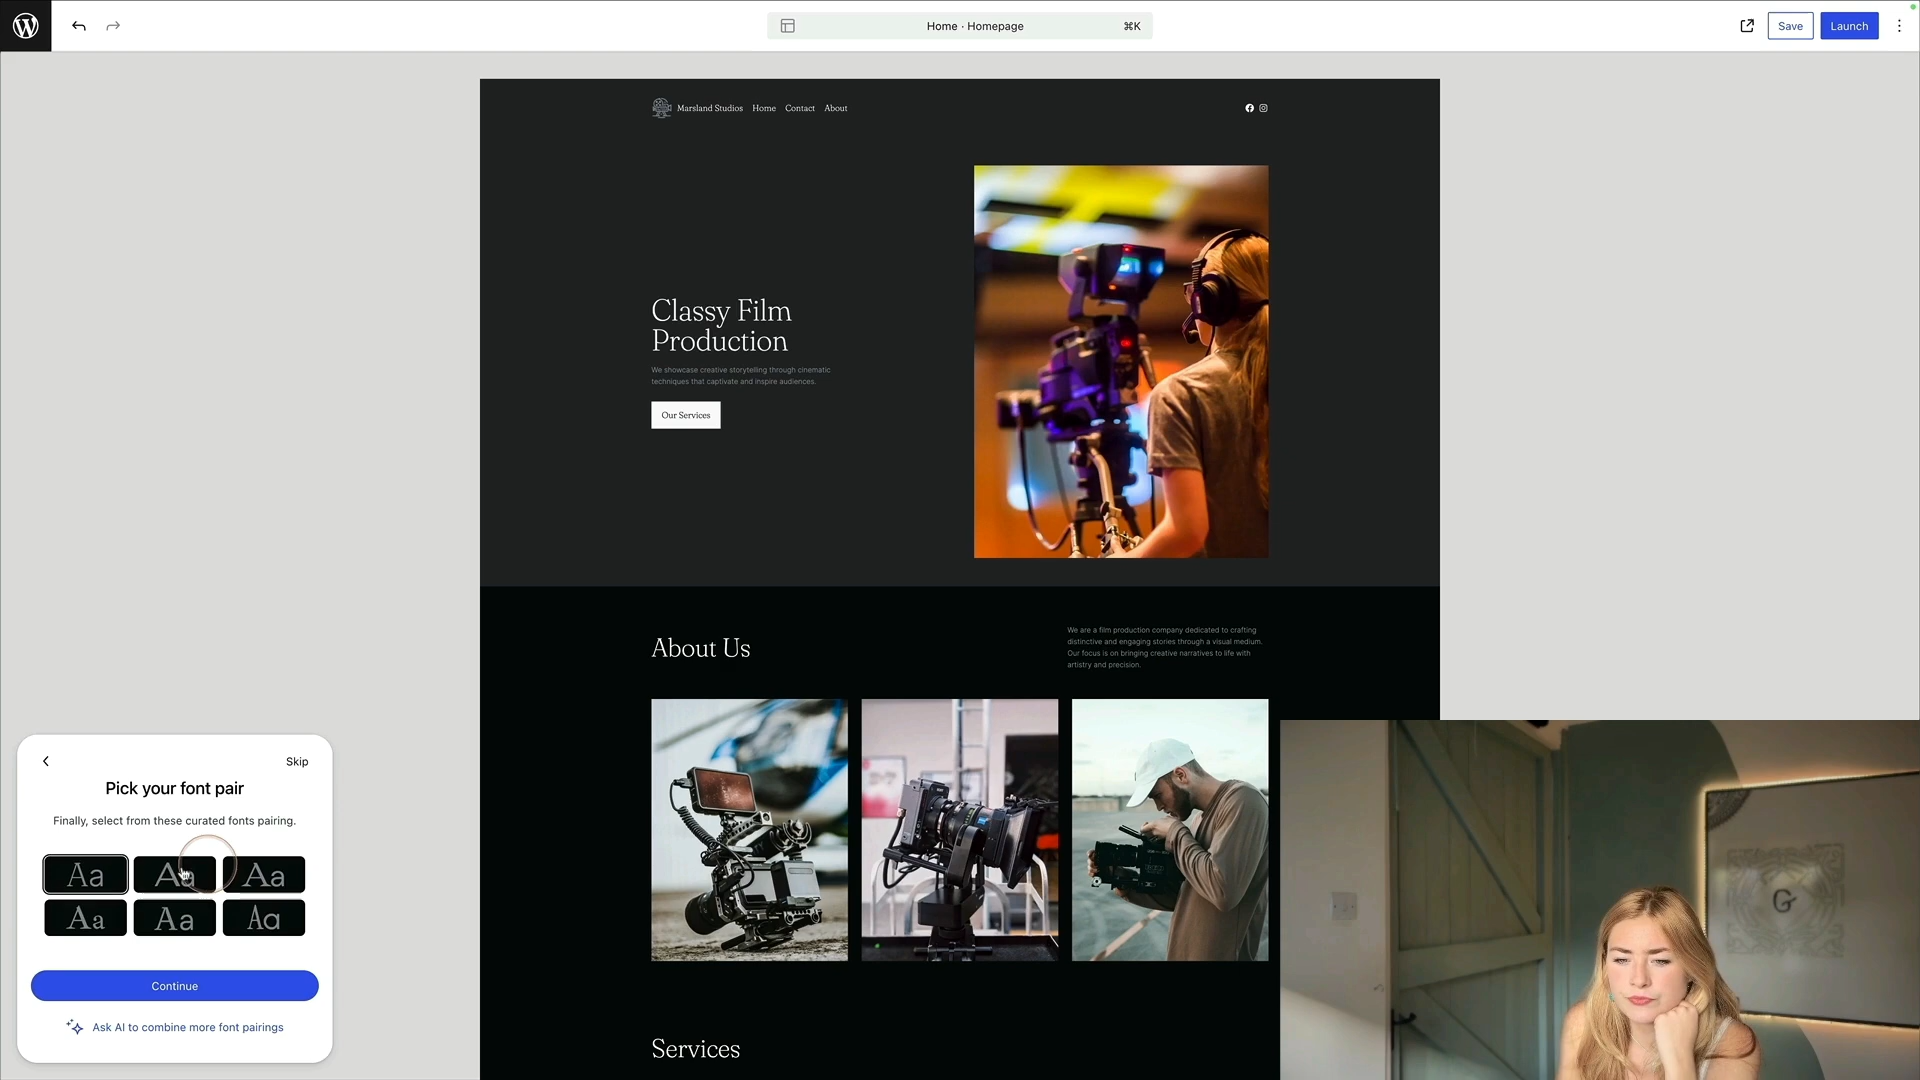 Home · Homepage
⌘K
Save
Launch
Marsland Studios
Home
Contact
About
Classy Film
Production
We showcase creative storytelling through cinematic
techniques that captivate and inspire audiences.
Our Services
About Us
We are a film production company dedicated to crafting
distinctive and engaging stories through a visual medium.
Our focus is on bringing creative narratives to life with
artistry and precision.
Services
Skip
Pick your font pair
Finally, select from these curated fonts pairing.
Aa Aa Aa
Aa Aa Aa
Continue
Ask AI to combine more font pairings
G